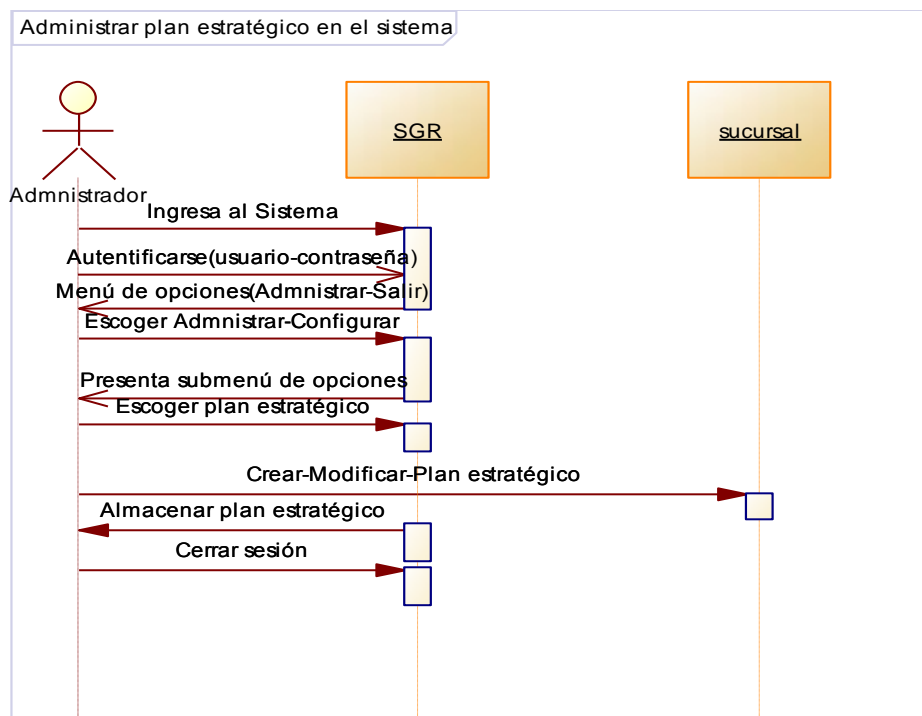 Administrar plan estratégico en el sistema
SGR
sucursal
Admnistrador
Ingresa al Sistema
Autentificarse(usuario-contraseña)
Menú de opciones(Admnistrar-Salir)
Escoger Admnistrar-Configurar
Presenta submenú de opciones
Escoger plan estratégico
Crear-Modificar-Plan estratégico
Almacenar plan estratégico
Cerrar sesión